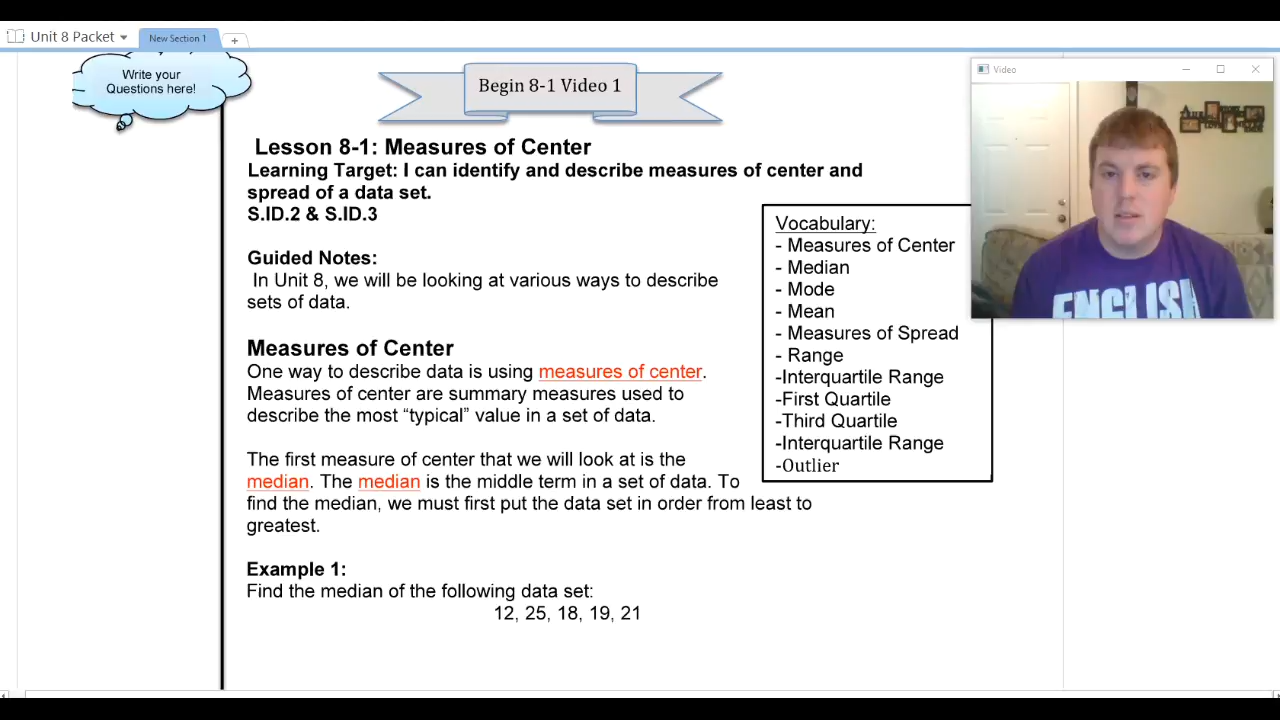 Unit 8 Packet
New Section 1
Write your
Questions here!
Begin 8-1 Video 1
Video
Lesson 8-1: Measures of Center
Learning Target: I can identify and describe measures of center and
spread of a data set.
S.ID.2 & S.ID.3
Guided Notes:
In Unit 8, we will be looking at various ways to describe
sets of data.
Measures of Center
One way to describe data is using measures of center.
Measures of center are summary measures used to
describe the most “typical” value in a set of data.
The first measure of center that we will look at is the
median. The median is the middle term in a set of data. To
find the median, we must first put the data set in order from least to
greatest.
Example 1:
Find the median of the following data set:
12, 25, 18, 19, 21
Vocabulary:
- Measures of Center
- Median
- Mode
- Mean
- Measures of Spread
- Range
-Interquartile Range
-First Quartile
-Third Quartile
-Interquartile Range
-Outlier
ENGLISH